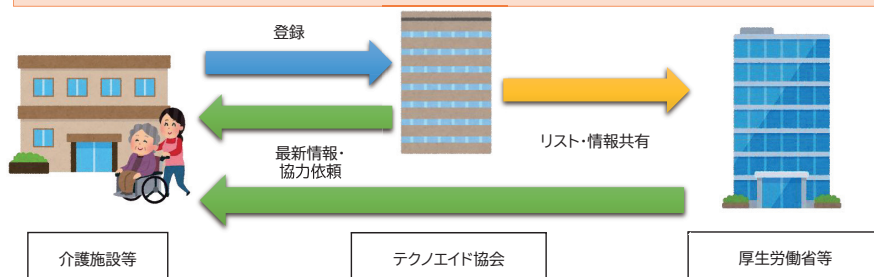 登録
最新情報・
協力依頼
リスト・情報共有
介護施設等
テクノエイド協会
厚生労働省等